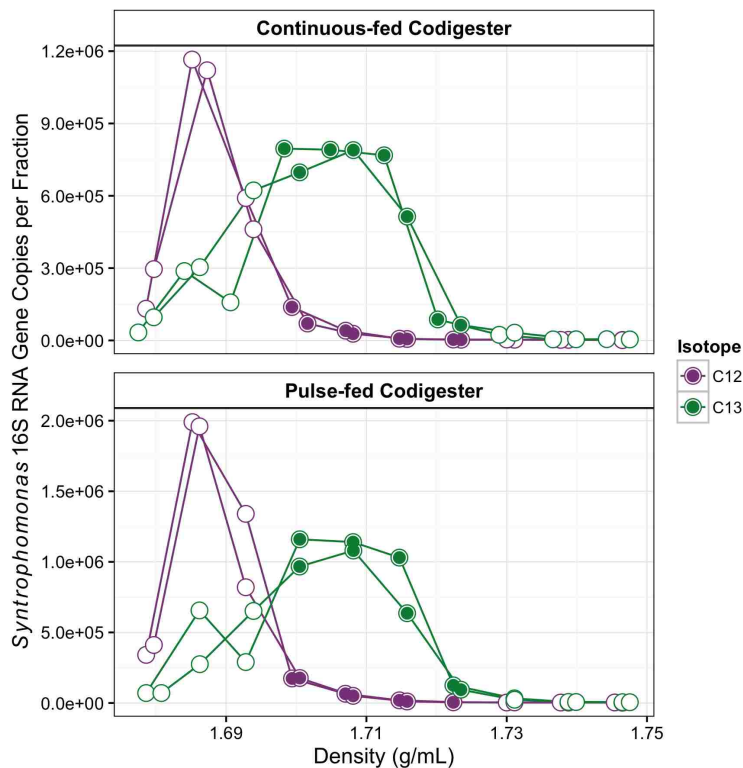 Continuous-fed Codigester
1.2e+06
9.0e+05
6.0e+05
3.0e+05
0.0e+00
Pulse-fed Codigester
2.0e+06
1.5e+06
1.0e+06
5.0e+05
0.0e+00
1.69
1.71
1.73
1.75
Density (g/mL)
Syntrophomonas 16S RNA Gene Copies per Fraction
Isotope
C12
C13